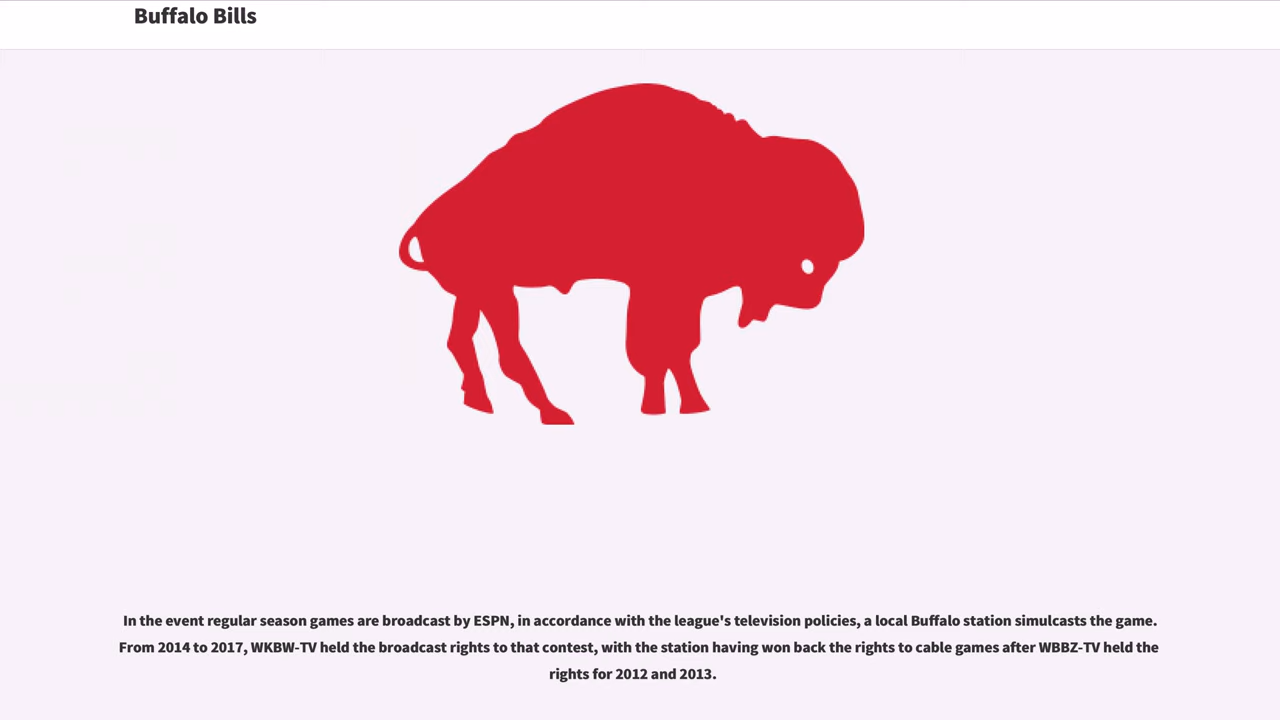 Buffalo Bills
In the event regular season games are broadcast by ESPN, in accordance with the league's television policies, a local Buffalo station simulcasts the game.
From 2014 to 2017, WKBW-TV held the broadcast rights to that contest, with the station having won back the rights to cable games after WBBZ-TV held the
rights for 2012 and 2013.